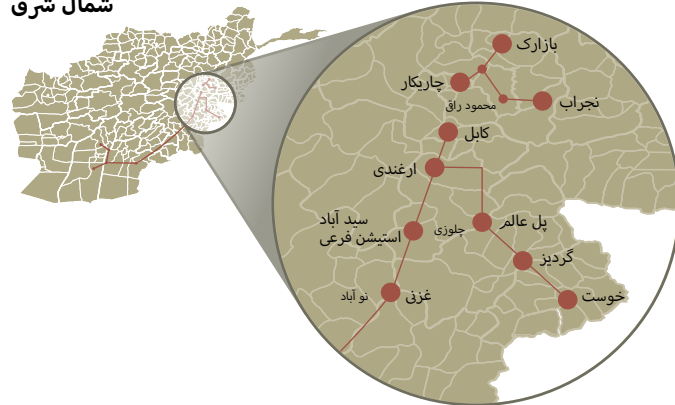 شمال شرق
بازارک
چاریکار
محمود راق
نجراب
کابل
ارغندی
سید آباد
استیشن فرعی
جلوزی
پل عالم
گردیز
نو آباد
غزنی
خوست